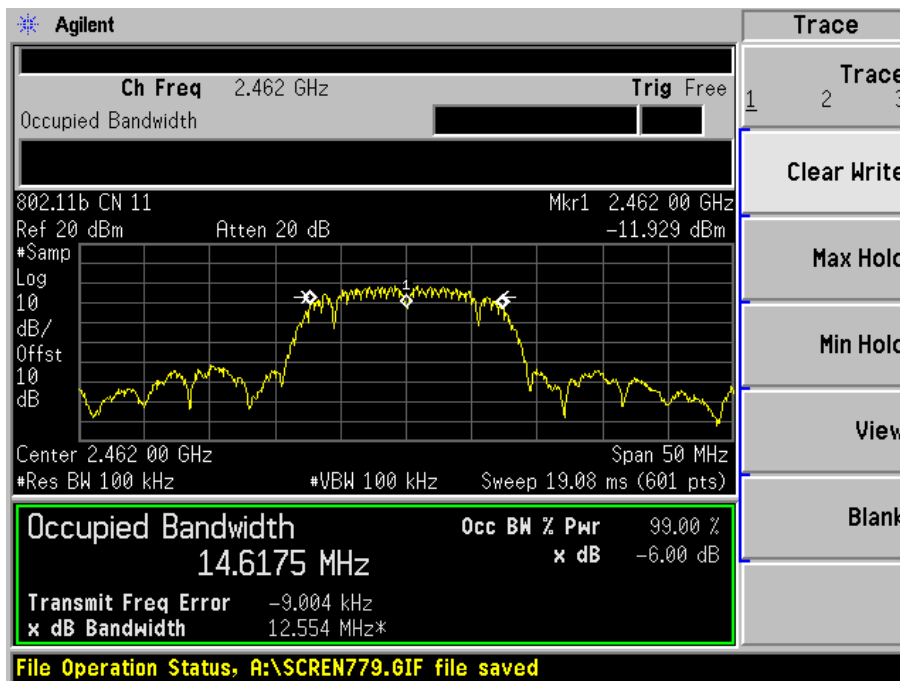 Agilent
Trace
Ch Freq 2.462 GHz Trig Free
Occupied Bandwidth
Trace
1 2 3
Clear Write
Max Hold
Min Hold
View
Blank
802.11b CN 11 Mkr1 2.462 00 GHz
Ref 20 dBm Atten 20 dB -11.929 dBm
#Samp
Log
10
dB/
Offst
10
dB
1
Center 2.462 00 GHz Span 50 MHz
#Res BW 100 kHz #VBW 100 kHz Sweep 19.08 ms (601 pts)
Occupied Bandwidth Occ BW % Pwr 99.00 %
14.6175 MHz x dB -6.00 dB
Transmit Freq Error -9.004 kHz
x dB Bandwidth 12.554 MHz*
File Operation Status, A:\SCREN779.GIF file saved